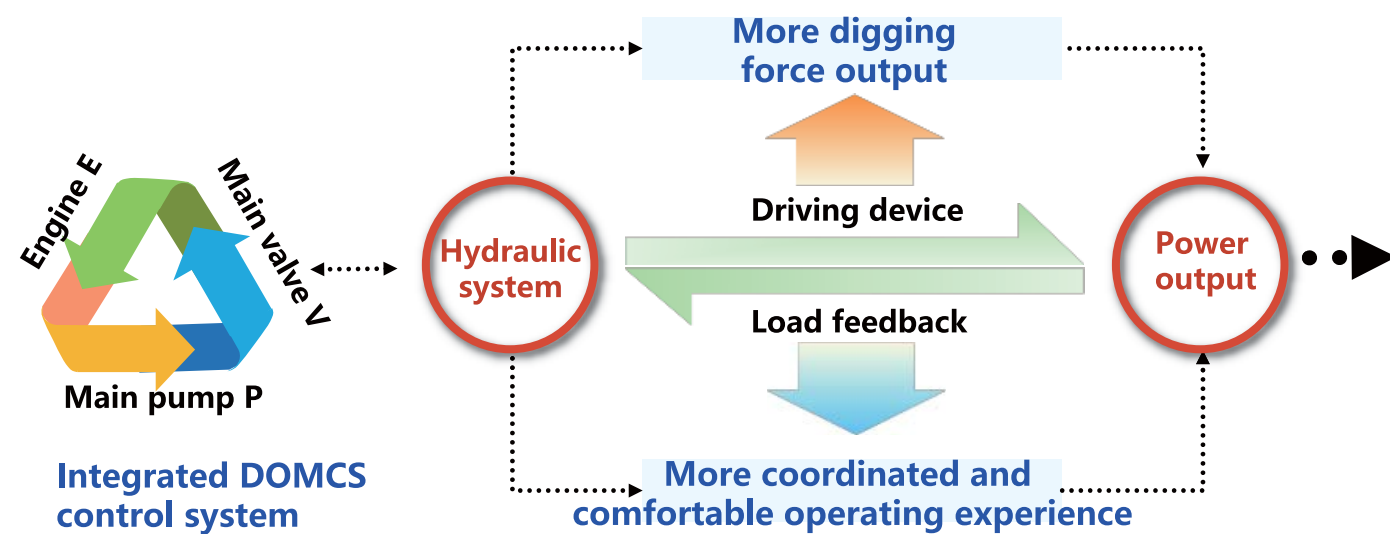 Engine E
Main valve V
Main pump P
Integrated DOMCS
control system
Hydraulic
system
More digging
force output
Driving device
Load feedback
More coordinated and
comfortable operating experience
Power
output